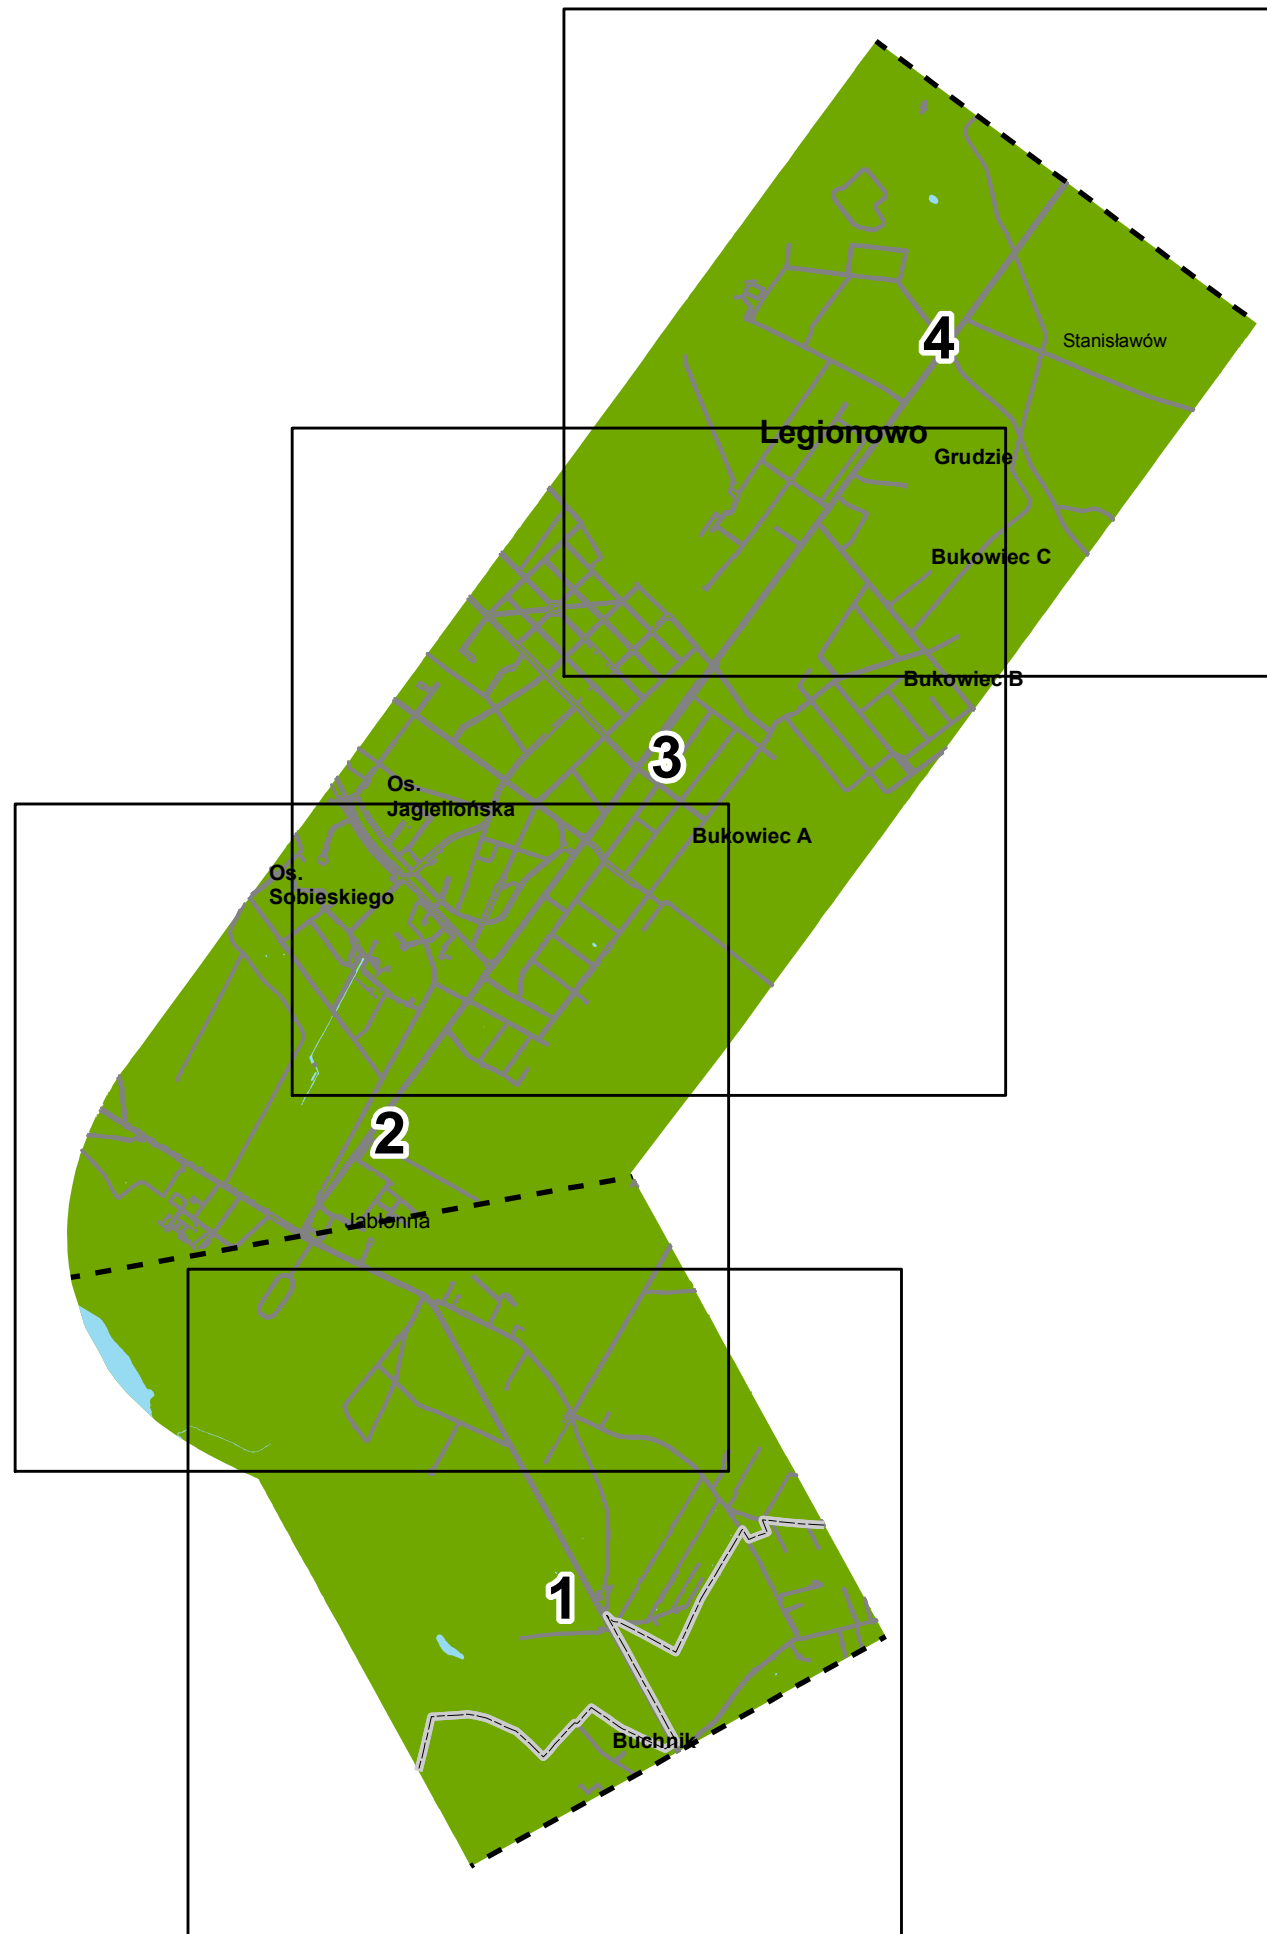 4
Stanisławów
Legionowo
Grudzie
Bukowiec C
Bukowiec B
3
Os.
Jagiellońska
Bukowiec A
Os.
Sobieskiego
2
Jabłonna
1
Buchnik